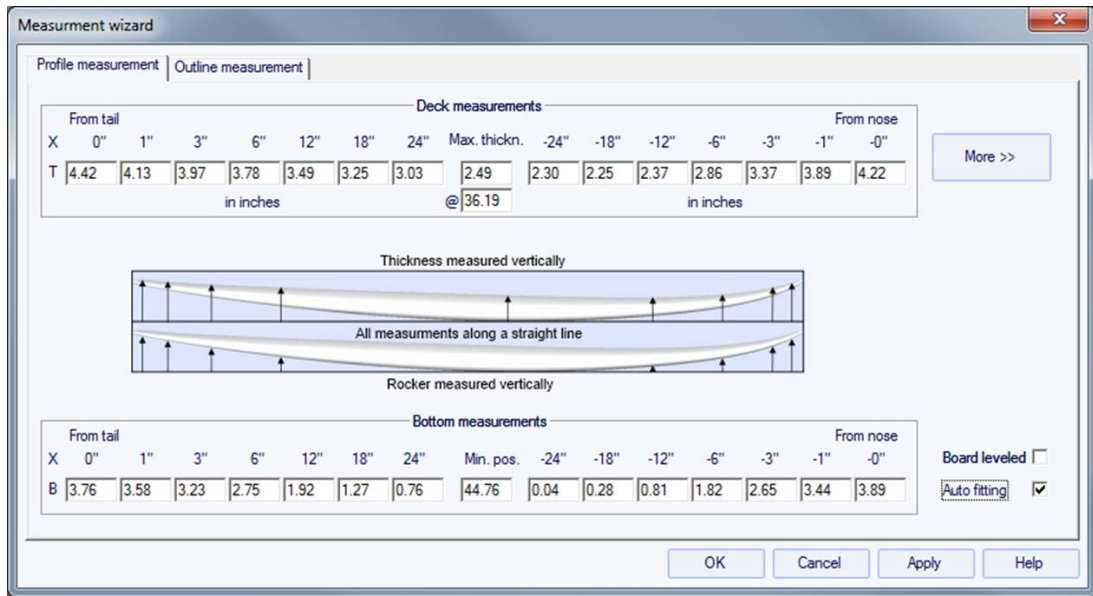 Measurment wizard
Profile measurement Outline measurement
Deck measurements
From tail From nose
X 0" 1" 3" 6" 12" 18" 24" Max. thickn. -24" -18" -12" -6" -3" -1" -0"
More >>
T 4.42 4.13 3.97 3.78 3.49 3.25 3.03 2.49 2.30 2.25 2.37 2.86 3.37 3.89 4.22
in inches @ 36.19 in inches
Thickness measured vertically
All measurments along a straight line
Rocker measured vertically
Bottom measurements
From tail From nose
X 0" 1" 3" 6" 12" 18" 24" Min. pos. -24" -18" -12" -6" -3" -1" -0" Board leveled
B 3.76 3.58 3.23 2.75 1.92 1.27 0.76 44.76 0.04 0.28 0.81 1.82 2.65 3.44 3.89 Auto fitting
OK Cancel Apply Help